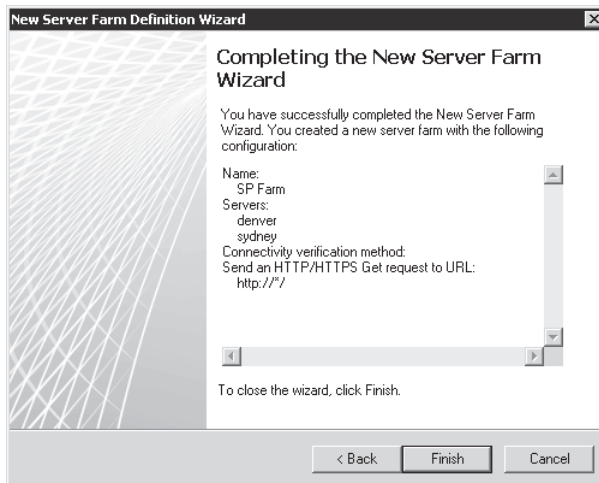 New Server Farm Definition Wizard
Completing the New Server Farm
Wizard
You have successfully completed the New Server Farm
Wizard. You created a new server farm with the following
configuration:
Name:
SP Farm
Servers:
denver
sydney
Connectivity verification method:
Send an HTTP/HTTPS Get request to URL:
http://*/
To close the wizard, click Finish.
< Back
Finish
Cancel